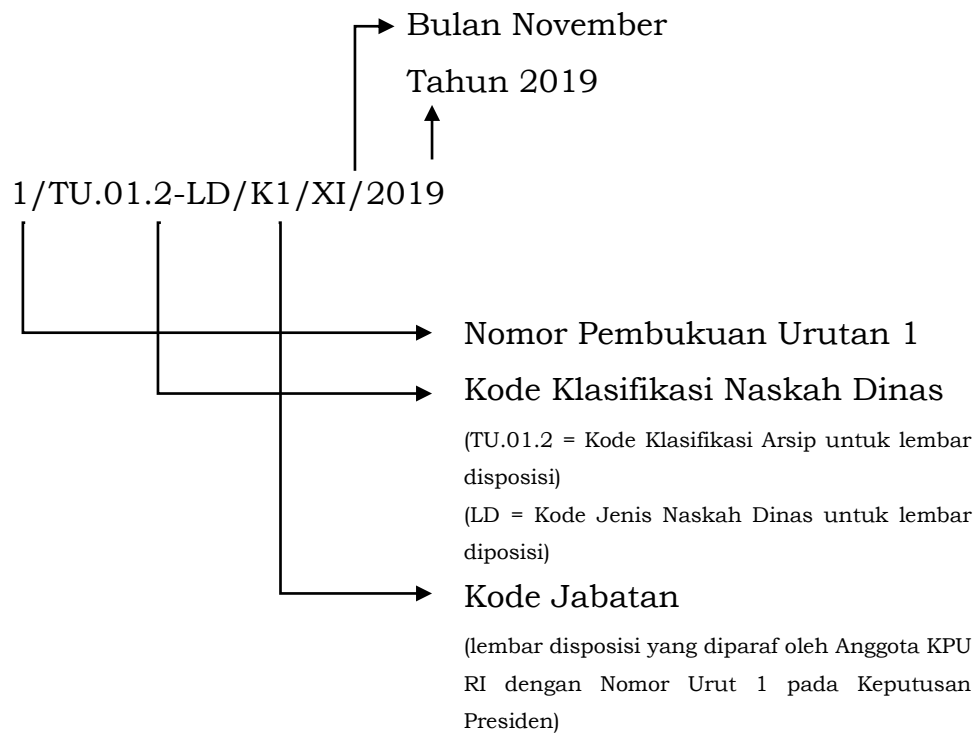 Bulan November
Tahun 2019
1/TU.01.2-LD/K1/XI/2019
Nomor Pembukuan Urutan 1
Kode Klasifikasi Naskah Dinas
(TU.01.2 = Kode Klasifikasi Arsip untuk lembar
disposisi)
(LD = Kode Jenis Naskah Dinas untuk lembar
diposisi)
Kode Jabatan
(lembar disposisi yang diparaf oleh Anggota KPU
RI dengan Nomor Urut 1 pada Keputusan
Presiden)